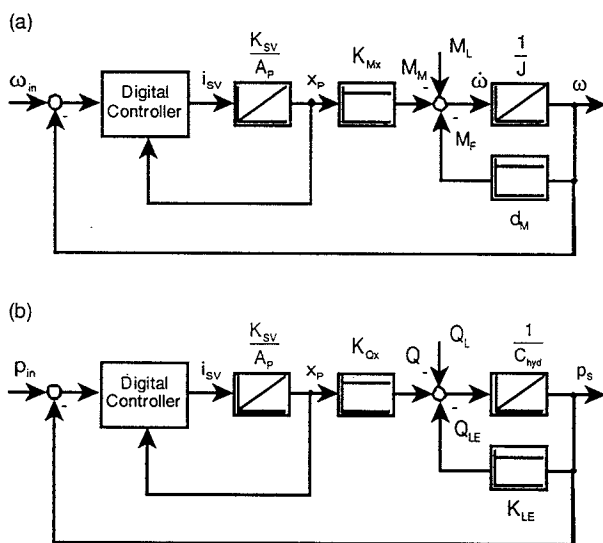 (a)
K_SV
A_P
K_Mx
M_L
1
J
ω_in
Digital
Controller
i_SV
x_P
M_M
ω̇
ω
-
-
-
M_F
d_M
(b)
K_SV
A_P
K_Qx
Q_L
1
C_hyd
p_in
Digital
Controller
i_SV
x_P
Q
p_s
-
-
-
Q_LE
K_LE